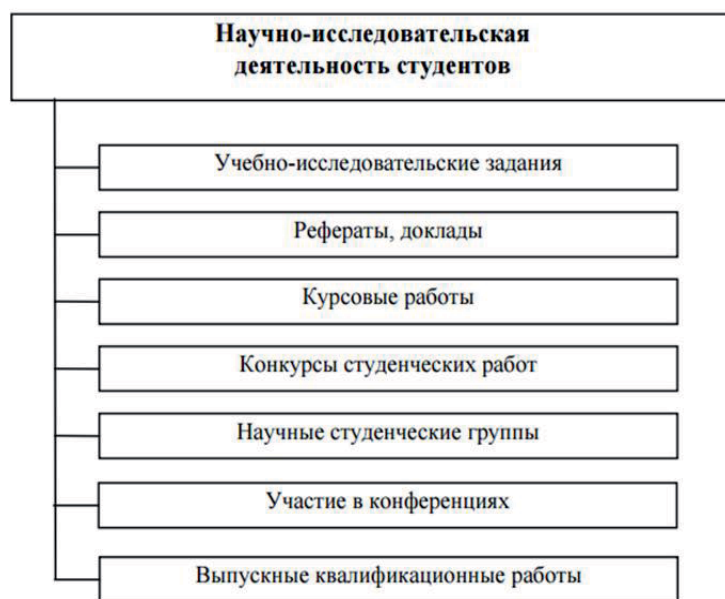 Научно-исследовательская
деятельность студентов
Учебно-исследовательские задания
Рефераты, доклады
Курсовые работы
Конкурсы студенческих работ
Научные студенческие группы
Участие в конференциях
Выпускные квалификационные работы